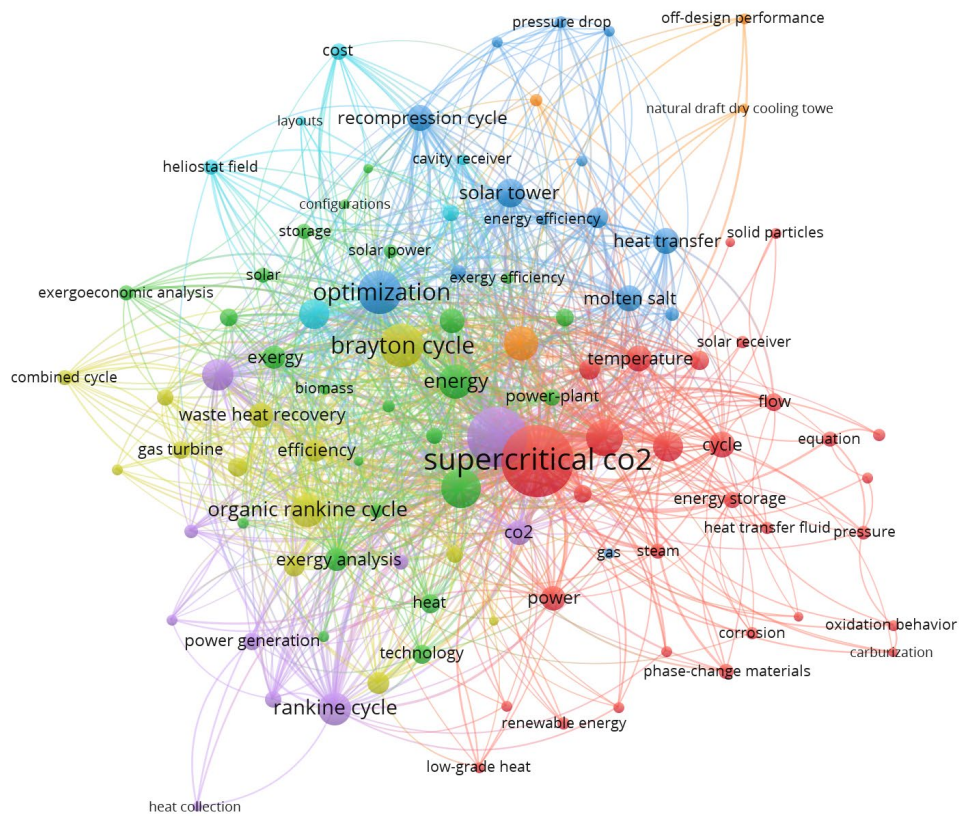 off-design performance
pressure drop
cost
natural draft dry cooling towe
recompression cycle
layouts
cavity receiver
heliostat field
solar tower
configurations
energy efficiency
storage
solid particles
heat transfer
solar power
solar
exergy efficiency
exergoeconomic analysis
optimization
molten salt
solar receiver
brayton cycle
exergy
temperature
combined cycle
energy
biomass
power-plant
flow
waste heat recovery
equation
cycle
gas turbine
efficiency
supercritical co2
energy storage
organic rankine cycle
heat transfer fluid
pressure
co2
gas
steam
exergy analysis
power
heat
oxidation behavior
corrosion
power generation
technology
carburization
phase-change materials
rankine cycle
renewable energy
low-grade heat
heat collection